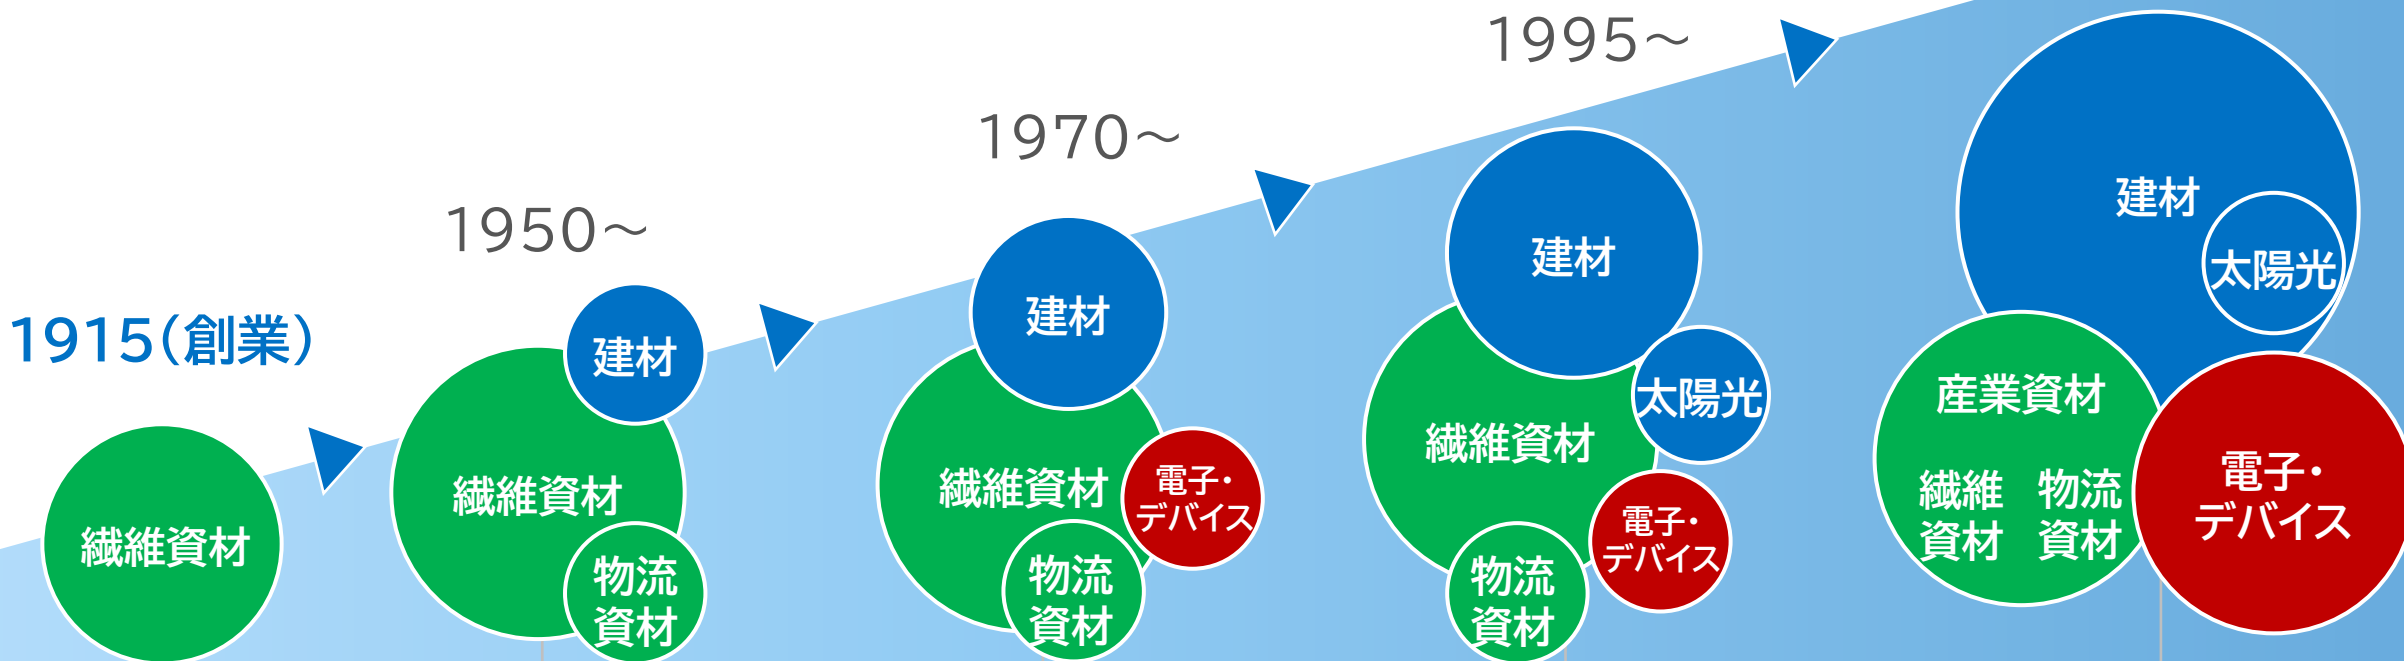 1915(創業)
繊維資材
1950～
建材
繊維資材
物流
資材
1970～
建材
繊維資材
電子・
デバイス
物流
資材
1995～
建材
太陽光
繊維資材
電子・
デバイス
物流
資材
建材
太陽光
産業資材
繊維
資材
物流
資材
電子・
デバイス